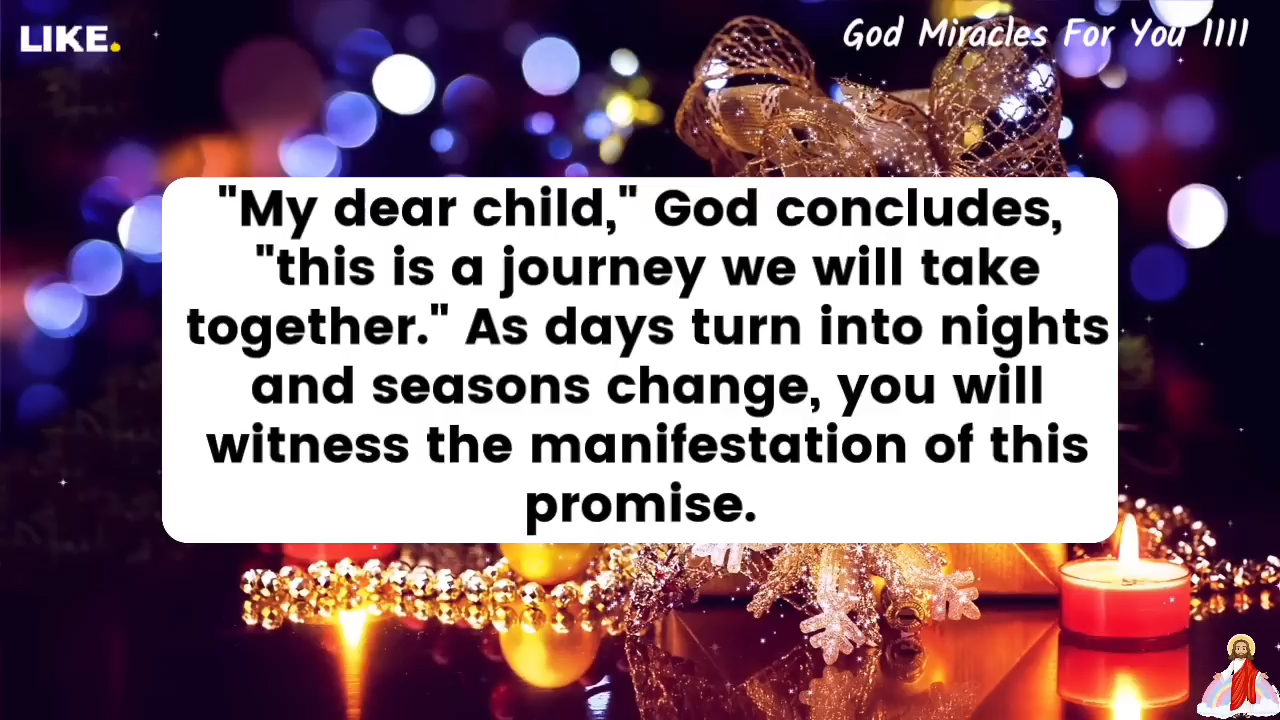 LIKE.
God Miracles For You 1111
"My dear child," God concludes,
"this is a journey we will take
together." As days turn into nights
and seasons change, you will
witness the manifestation of this
promise.